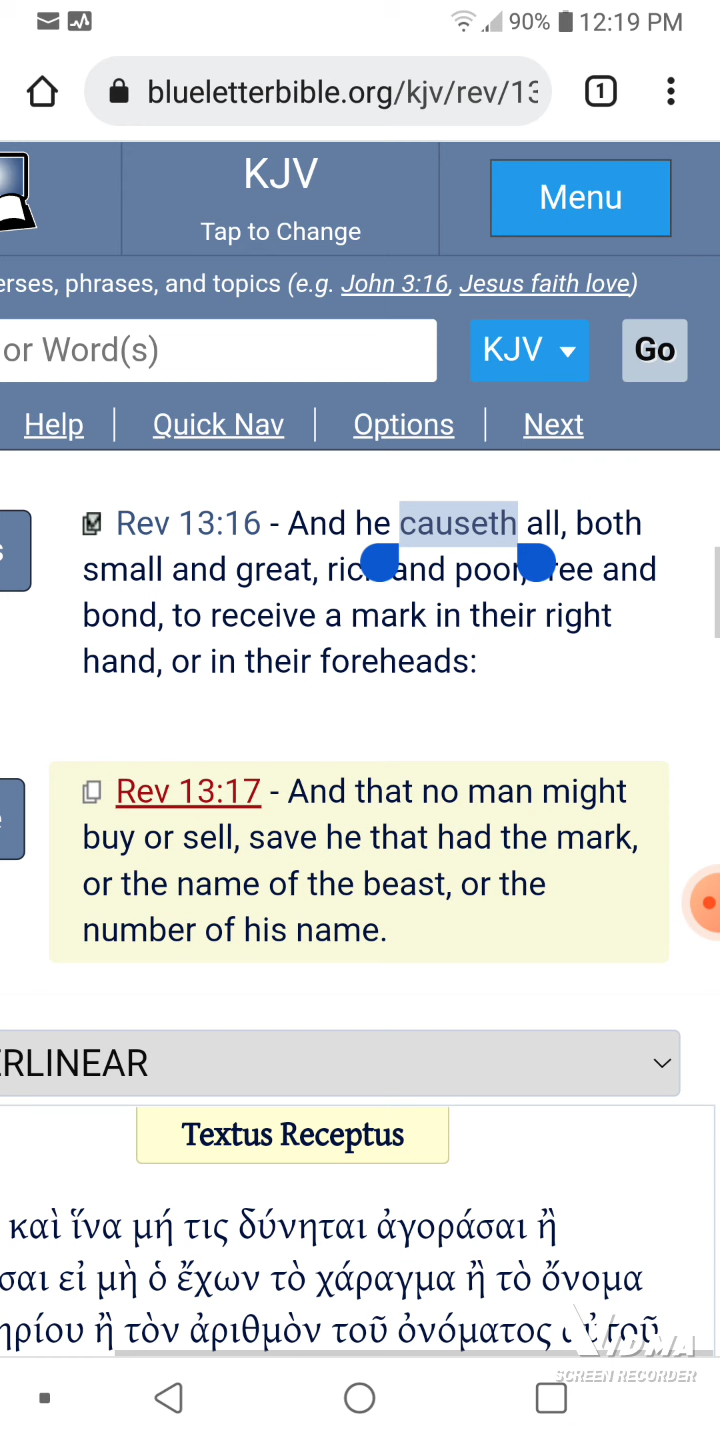 90% 12:19 PM
blueletterbible.org/kjv/rev/13
1
KJV
Tap to Change
Menu
erses, phrases, and topics (e.g. John 3:16, Jesus faith love)
or Word(s)
KJV
Go
Help | Quick Nav | Options | Next
Rev 13:16 - And he causeth all, both
small and great, rich and poor, free and
bond, to receive a mark in their right
hand, or in their foreheads:
Rev 13:17 - And that no man might
buy or sell, save he that had the mark,
or the name of the beast, or the
number of his name.
ERLINEAR
Textus Receptus
καὶ ἵνα μή τις δύνηται ἀγοράσαι ἢ
σαι εἰ μὴ ὁ ἔχων τὸ χάραγμα ἢ τὸ ὄνομα
ηρίου ἢ τὸν ἀριθμὸν τοῦ ὀνόματος αὐτοῦ
VIDMA
SCREEN RECORDER